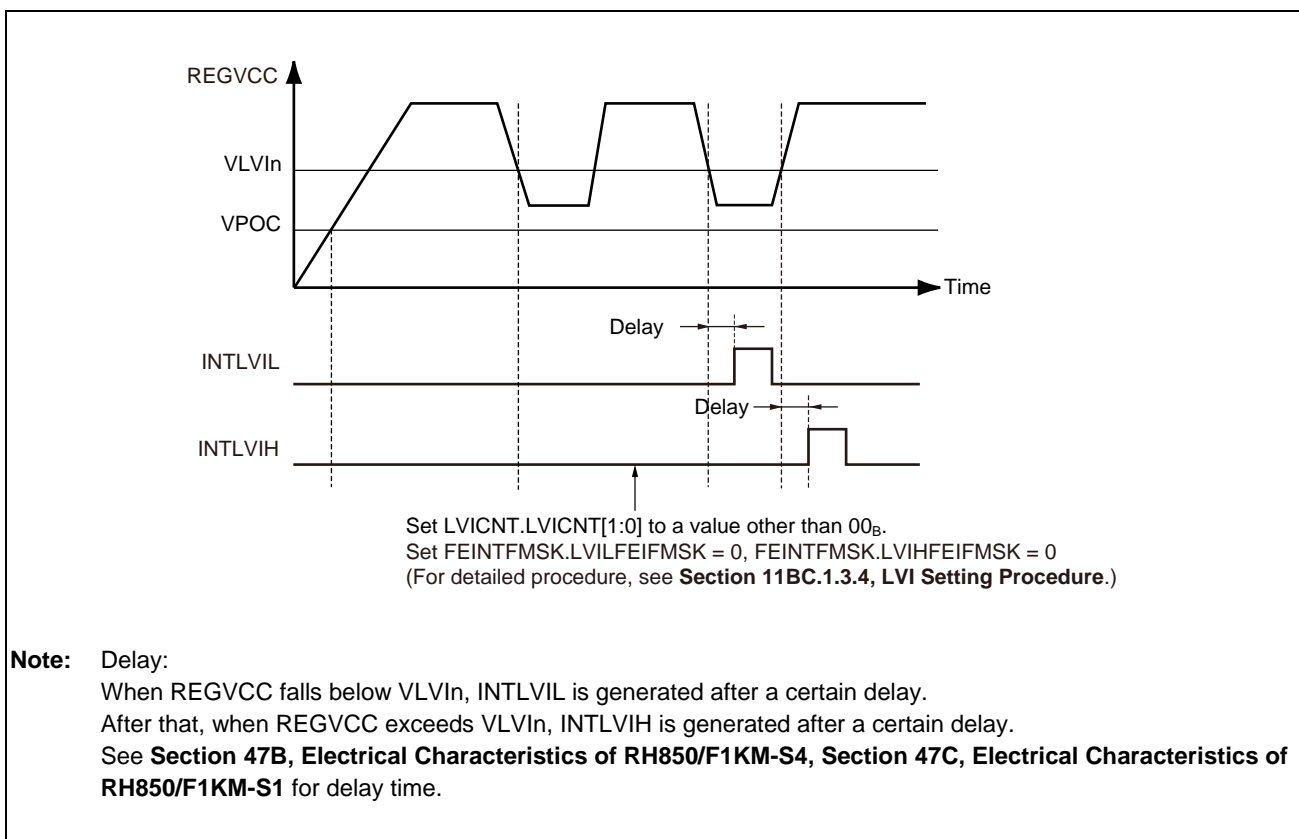 REGVCC
VLVIn
VPOC
Time
Delay
INTLVIL
Delay
INTLVIH
Set LVICNT.LVICNT[1:0] to a value other than 00B.
Set FEINTFMSK.LVILFEIFMSK = 0, FEINTFMSK.LVIHFEIFMSK = 0
(For detailed procedure, see Section 11BC.1.3.4, LVI Setting Procedure.)
Note: Delay:
When REGVCC falls below VLVIn, INTLVIL is generated after a certain delay.
After that, when REGVCC exceeds VLVIn, INTLVIH is generated after a certain delay.
See Section 47B, Electrical Characteristics of RH850/F1KM-S4, Section 47C, Electrical Characteristics of
RH850/F1KM-S1 for delay time.